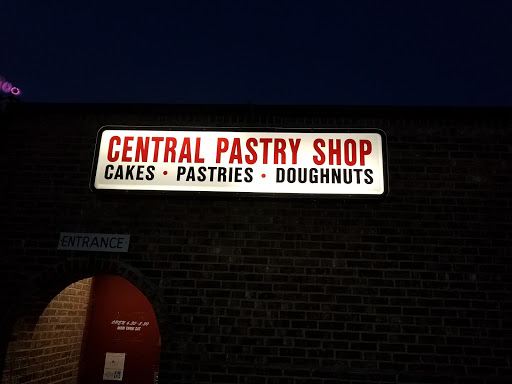 CENTRAL PASTRY SHOP
CAKES • PASTRIES • DOUGHNUTS
ENTRANCE